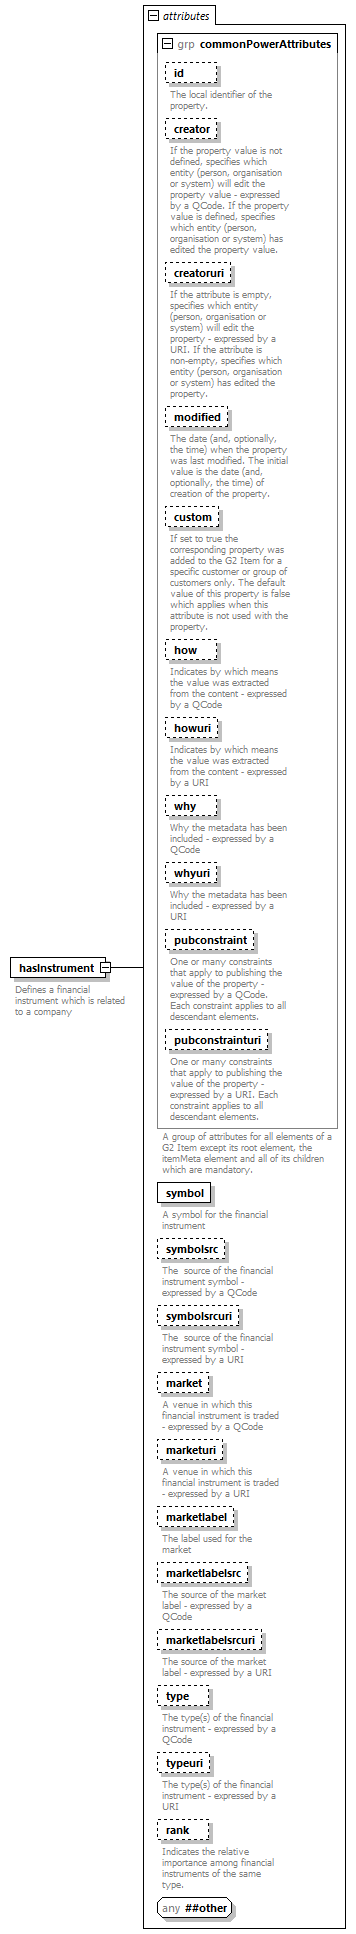 attributes
grp commonPowerAttributes
id
The local identifier of the
property.
creator
If the property value is not
defined, specifies which
entity (person, organisation
or system) will edit the
property value - expressed
by a QCode. If the property
value is defined, specifies
which entity (person,
organisation or system) has
edited the property value.
creatoruri
If the attribute is empty,
specifies which entity
(person, organisation or
system) will edit the
property - expressed by a
URI. If the attribute is
non-empty, specifies which
entity (person, organisation
or system) has edited the
property.
modified
The date (and, optionally,
the time) when the property
was last modified. The initial
value is the date (and,
optionally, the time) of
creation of the property.
custom
If set to true the
corresponding property was
added to the G2 Item for a
specific customer or group of
customers only. The default
value of this property is false
which applies when this
attribute is not used with the
property.
how
Indicates by which means
the value was extracted
from the content - expressed
by a QCode
howuri
Indicates by which means
the value was extracted
from the content - expressed
by a URI
why
Why the metadata has been
included - expressed by a
QCode
whyuri
Why the metadata has been
included - expressed by a
URI
pubconstraint
One or many constraints
that apply to publishing the
value of the property -
expressed by a QCode.
Each constraint applies to all
descendant elements.
pubconstrainturi
One or many constraints
that apply to publishing the
value of the property -
expressed by a URI. Each
constraint applies to all
descendant elements.
A group of attributes for all elements of a
G2 Item except its root element, the
itemMeta element and all of its children
which are mandatory.
hasInstrument
Defines a financial
instrument which is related
to a company
symbol
A symbol for the financial
instrument
symbolsrc
The  source of the financial
instrument symbol -
expressed by a QCode
symbolsrcuri
The  source of the financial
instrument symbol -
expressed by a URI
market
A venue in which this
financial instrument is traded
- expressed by a QCode
marketuri
A venue in which this
financial instrument is traded
- expressed by a URI
marketlabel
The label used for the
market
marketlabelsrc
The source of the market
label - expressed by a
QCode
marketlabelsrcuri
The source of the market
label - expressed by a URI
type
The type(s) of the financial
instrument - expressed by a
QCode
typeuri
The type(s) of the financial
instrument - expressed by a
URI
rank
Indicates the relative
importance among financial
instruments of the same
type.
any ##other